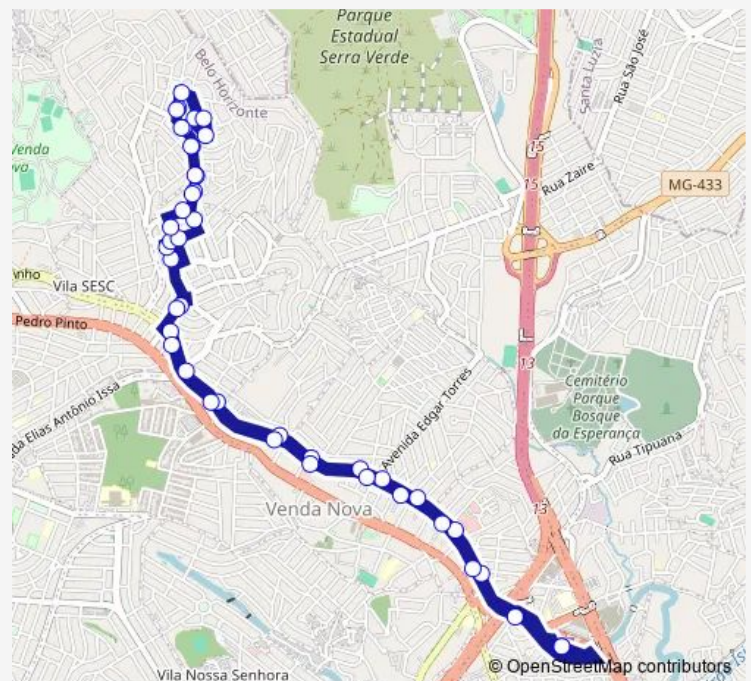 Parque
Estadual
Serra Verde
Belo Horizonte
Santa Luzia
Rua São José
15
15
Rua Zaire
MG-433
Venda
Vila SESC
Pedro Pinto
13
Cemitério
Parque
Bosque
da Esperança
Elias Antônio Issa
Avenida Edgar Torres
Rua Tipuana
Venda Nova
13
Vila Nossa Senhora
© OpenStreetMap contributors